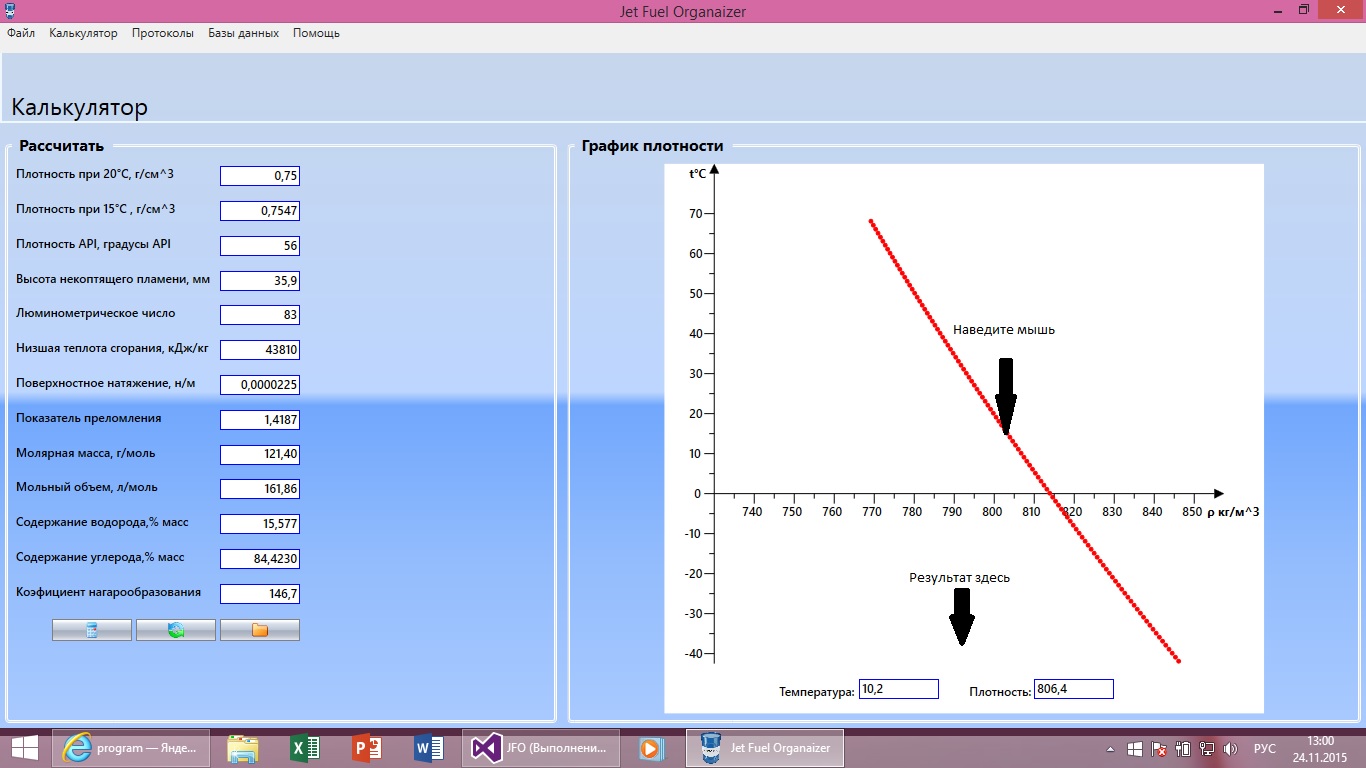 Jet Fuel Organaizer
Файл Калькулятор Протоколы Базы данных Помощь
Калькулятор
Рассчитать
Плотность при 20°С, г/см^3 0,75
Плотность при 15°С , г/см^3 0,7547
Плотность API, градусы API 56
Высота некоптящего пламени, мм 35,9
Люминометрическое число 83
Низшая теплота сгорания, кДж/кг 43810
Поверхностное натяжение, н/м 0,0000225
Показатель преломления 1,4187
Молярная масса, г/моль 121,40
Мольный объем, л/моль 161,86
Содержание водорода,% масс 15,577
Содержание углерода,% масс 84,4230
Коэфициент нагарообразования 146,7
График плотности
t°C
70
60
50
40
30
20
10
0
-10
-20
-30
-40
740 750 760 770 780 790 800 810 820 830 840 850 ρ кг/м^3
Наведите мышь
Результат здесь
Температура: 10,2 Плотность: 806,4
program — Янде...
JFO (Выполнени...
Jet Fuel Organaizer
РУС
13:00
24.11.2015